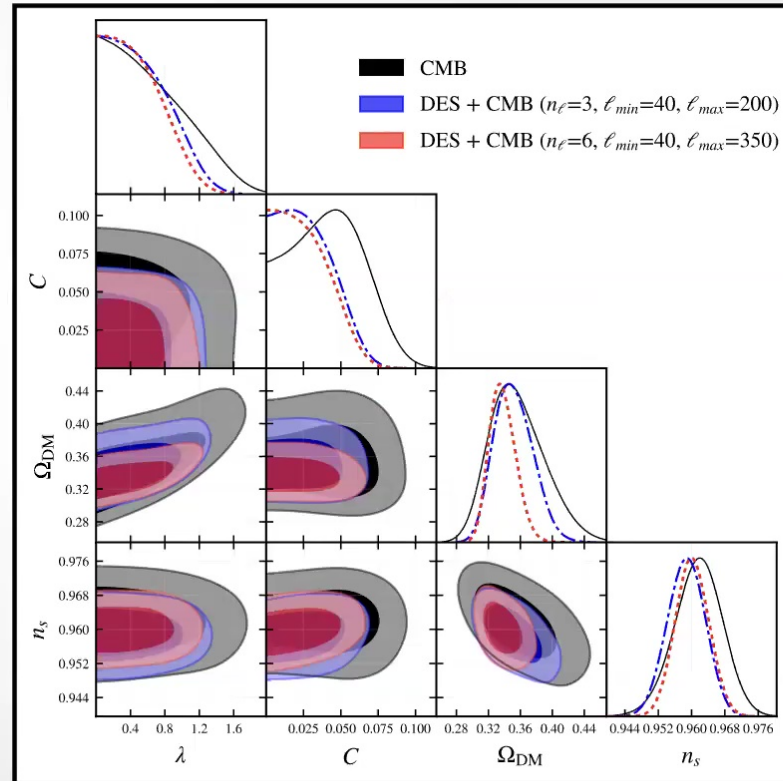 CMB
DES + CMB (nℓ=3, ℓmin=40, ℓmax=200)
DES + CMB (nℓ=6, ℓmin=40, ℓmax=350)
0.100
0.075
0.050
0.025
C
0.44
0.40
0.36
0.32
0.28
ΩDM
0.976
0.968
0.960
0.952
0.944
ns
0.4 0.8 1.2 1.6
0.025 0.050 0.075 0.100
0.28 0.32 0.36 0.40 0.44
0.944 0.952 0.960 0.968 0.976
λ C ΩDM ns